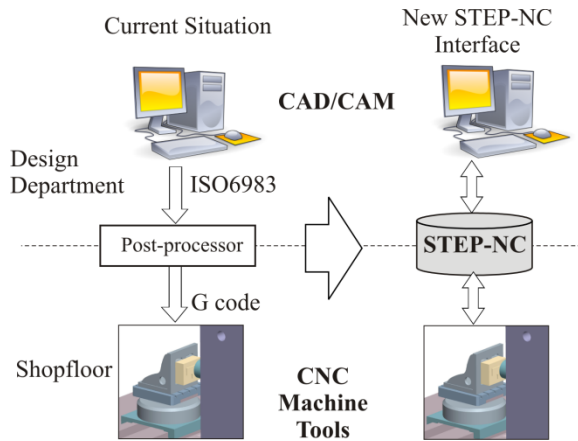 Current Situation
New STEP-NC
Interface
CAD/CAM
Design
Department
ISO6983
Post-processor
STEP-NC
G code
Shopfloor
CNC
Machine
Tools